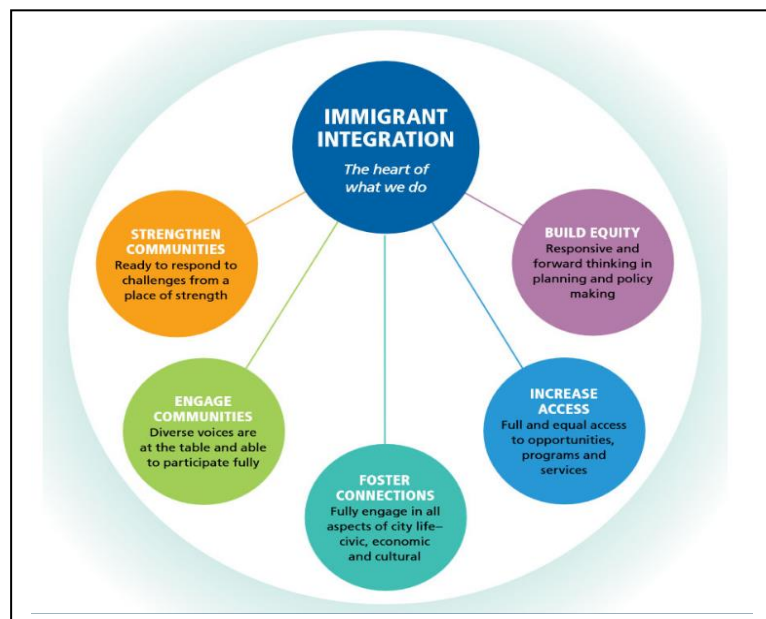 IMMIGRANT
INTEGRATION
The heart of
what we do
STRENGTHEN
COMMUNITIES
Ready to respond to
challenges from a
place of strength
BUILD EQUITY
Responsive and
forward thinking in
planning and policy
making
ENGAGE
COMMUNITIES
Diverse voices are
at the table and able
to participate fully
INCREASE
ACCESS
Full and equal access
to opportunities,
programs and
services
FOSTER
CONNECTIONS
Fully engage in all
aspects of city life–
civic, economic
and cultural